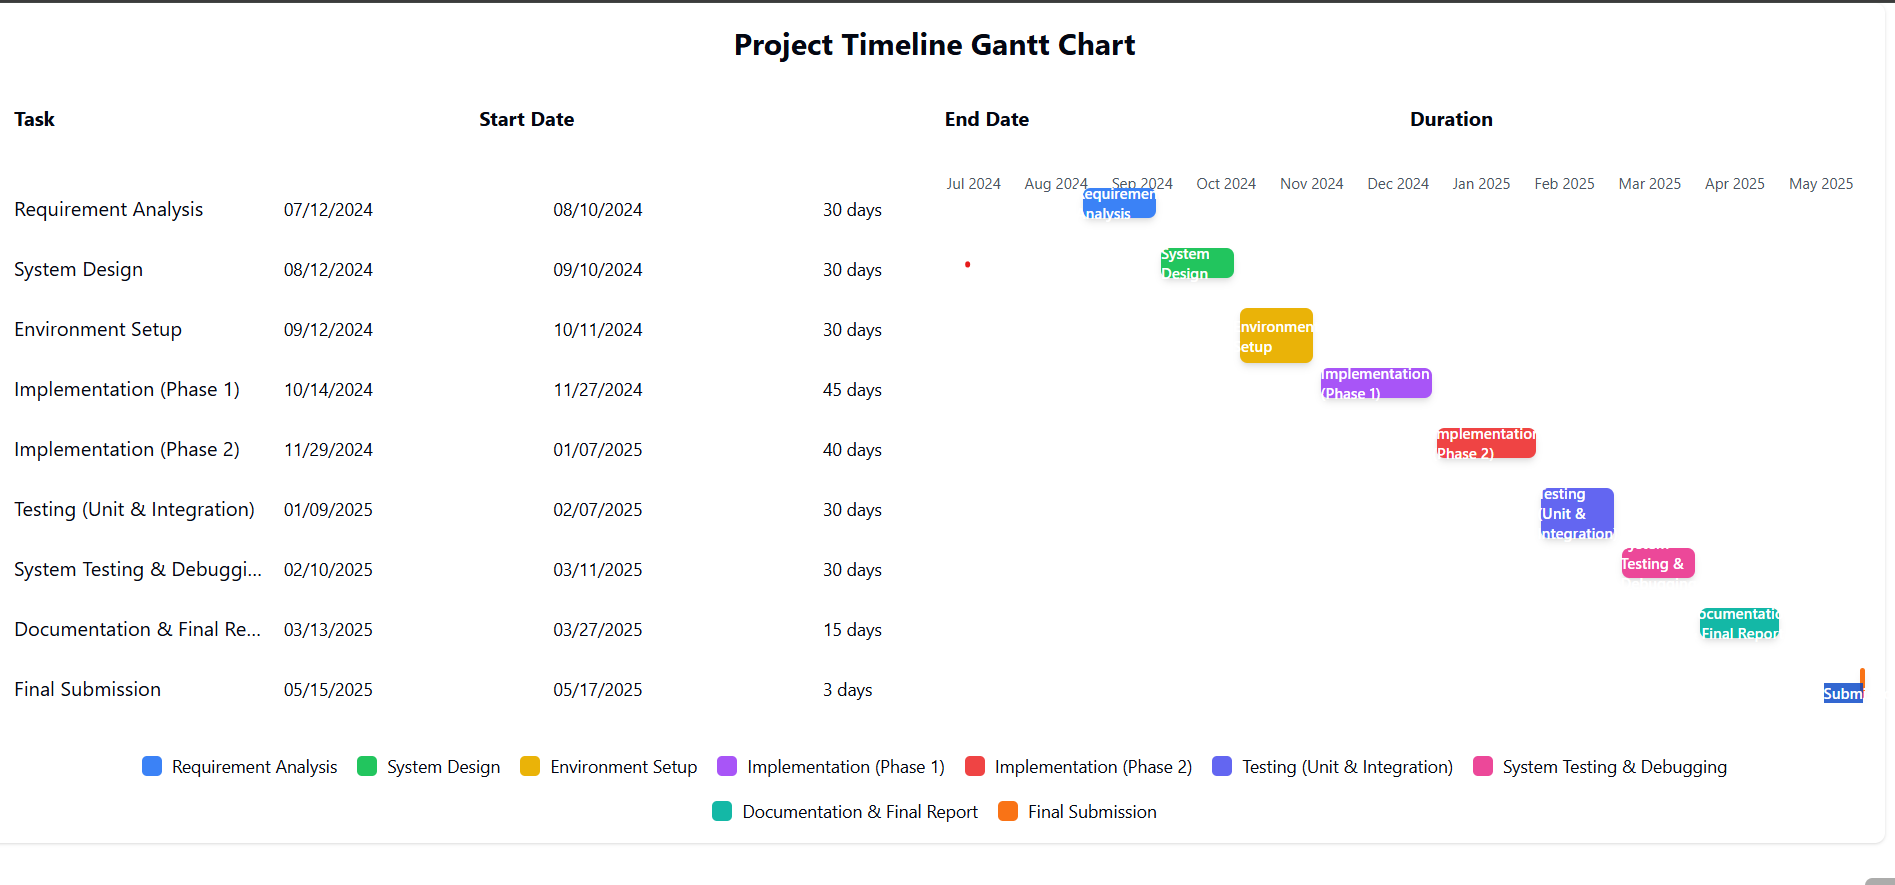 Project Timeline Gantt Chart
Task Start Date End Date Duration
Jul 2024 Aug 2024 Sep 2024 Oct 2024 Nov 2024 Dec 2024 Jan 2025 Feb 2025 Mar 2025 Apr 2025 May 2025
Requirement Analysis 07/12/2024 08/10/2024 30 days
equiremen
nalysis
System Design 08/12/2024 09/10/2024 30 days
System
Design
Environment Setup 09/12/2024 10/11/2024 30 days
nvironmen
etup
Implementation (Phase 1) 10/14/2024 11/27/2024 45 days
mplementation
(Phase 1)
Implementation (Phase 2) 11/29/2024 01/07/2025 40 days
mplementation
Phase 2)
Testing (Unit & Integration) 01/09/2025 02/07/2025 30 days
esting
(Unit &
ntegration
System Testing & Debuggi... 02/10/2025 03/11/2025 30 days
Testing &
Documentation & Final Re... 03/13/2025 03/27/2025 15 days
ocumentatio
Final Repor
Final Submission 05/15/2025 05/17/2025 3 days
Submi
Requirement Analysis System Design Environment Setup Implementation (Phase 1) Implementation (Phase 2) Testing (Unit & Integration) System Testing & Debugging
Documentation & Final Report Final Submission